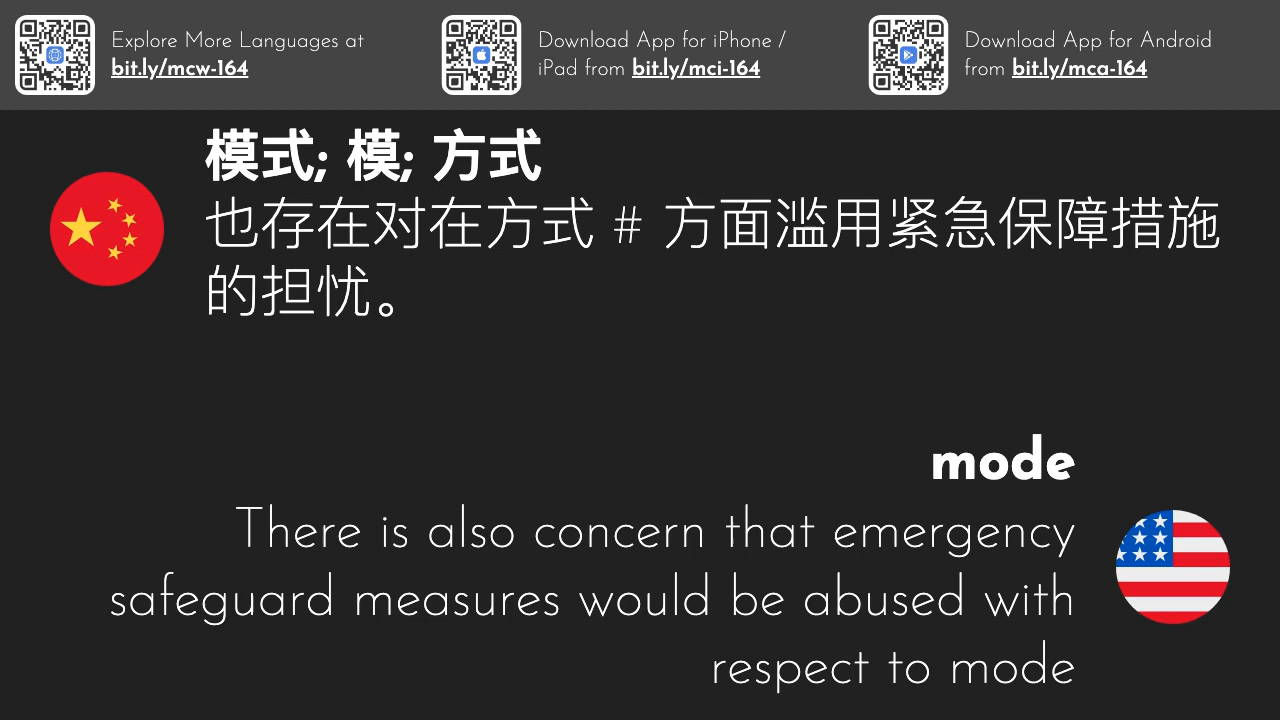 Explore More Languages at
bit.ly/mcw-164
Download App for iPhone /
iPad from bit.ly/mci-164
Download App for Android
from bit.ly/mca-164
模式; 模; 方式
也存在对在方式 # 方面滥用紧急保障措施
的担忧。
mode
There is also concern that emergency
safeguard measures would be abused with
respect to mode